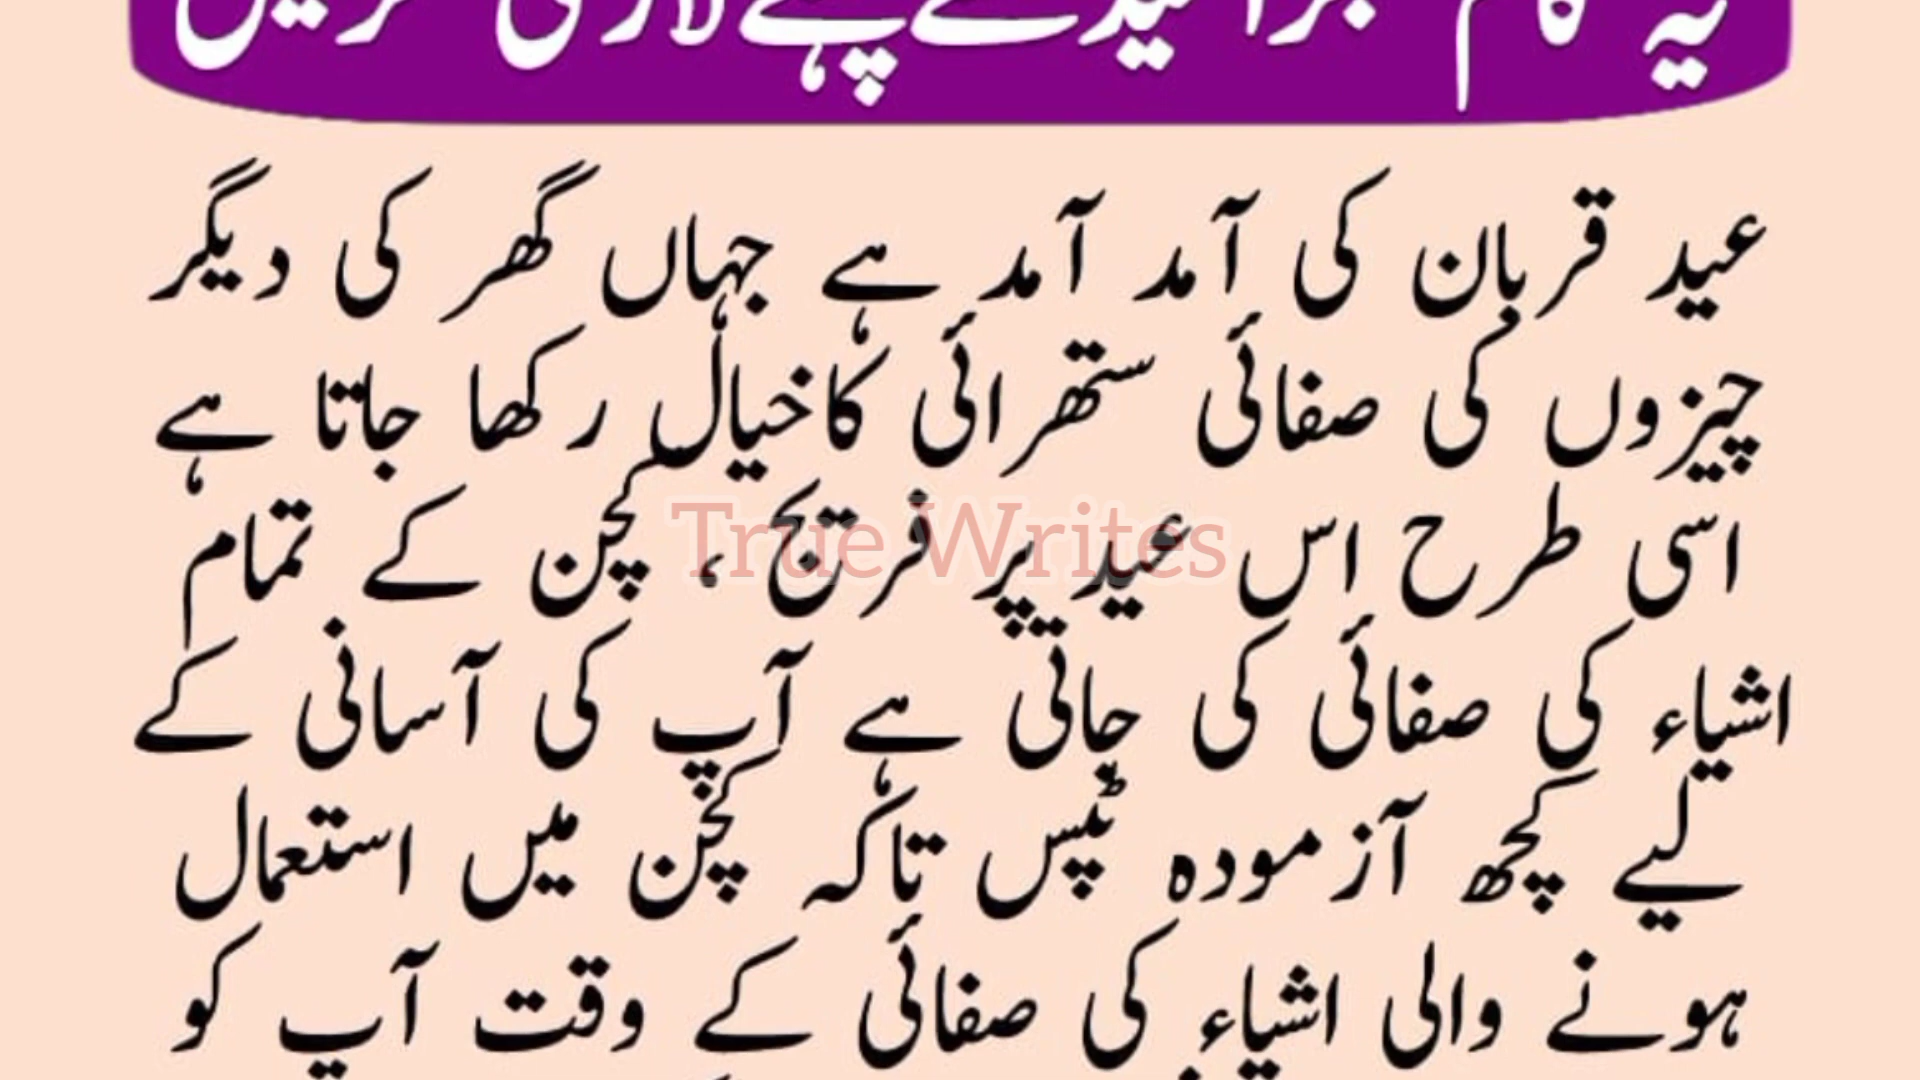 یہ کام بقرا عید سے پہلے لازمی کریں
عید قربان کی آمد آمد ہے جہاں گھر کی دیگر
چیزوں کی صفائی ستھرائی کا خیال رکھا جاتا ہے
اسی طرح اس عید پر فریج ، کچن کے تمام
True Writes
اشیاء کی صفائی کی جاتی ہے آپ کی آسانی کے
لیے کچھ آزمودہ ٹپس تاکہ کچن میں استعمال
ہونے والی اشیاء کی صفائی کے وقت آپ کو